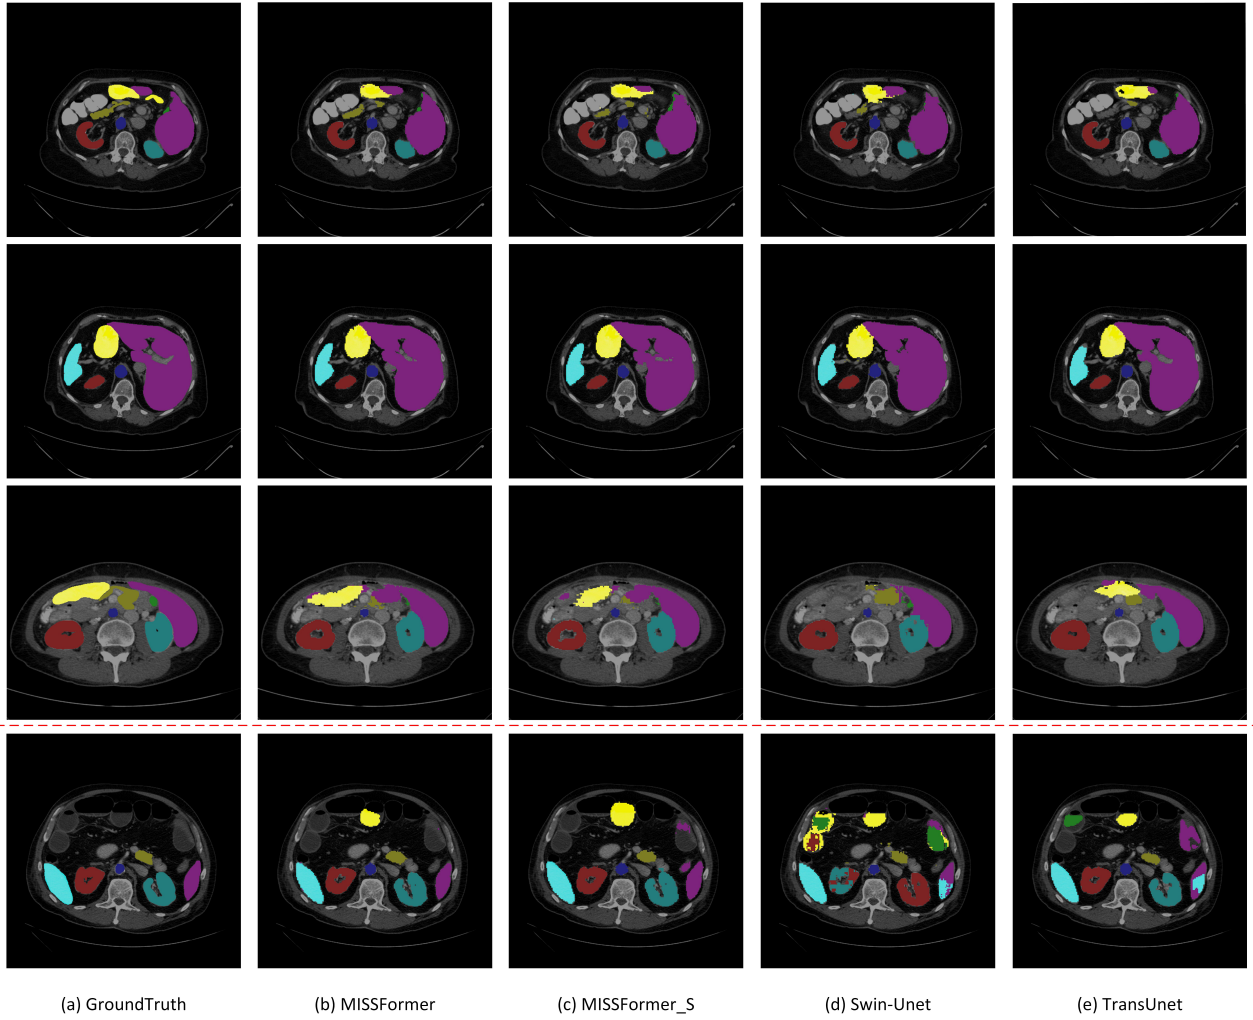 (a) GroundTruth
(b) MISSFormer
(c) MISSFormer_S
(d) Swin-Unet
(e) TransUnet